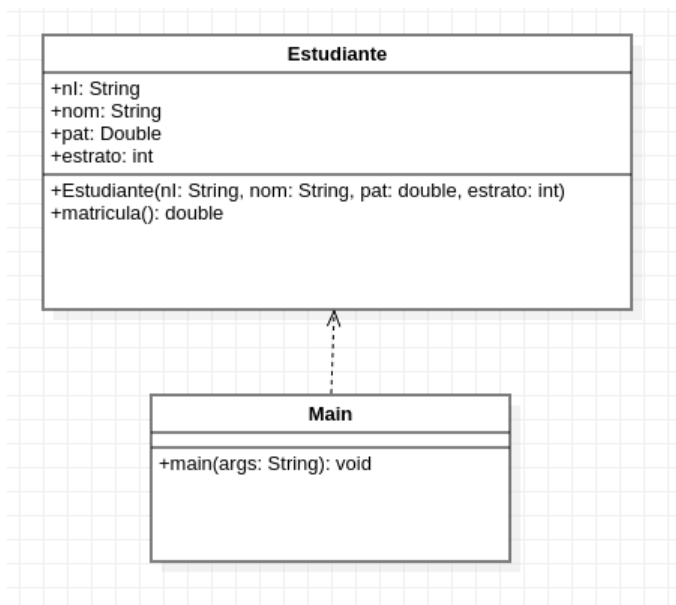 Estudiante
+nI: String
+nom: String
+pat: Double
+estrato: int
+Estudiante(nI: String, nom: String, pat: double, estrato: int)
+matricula(): double
Main
+main(args: String): void